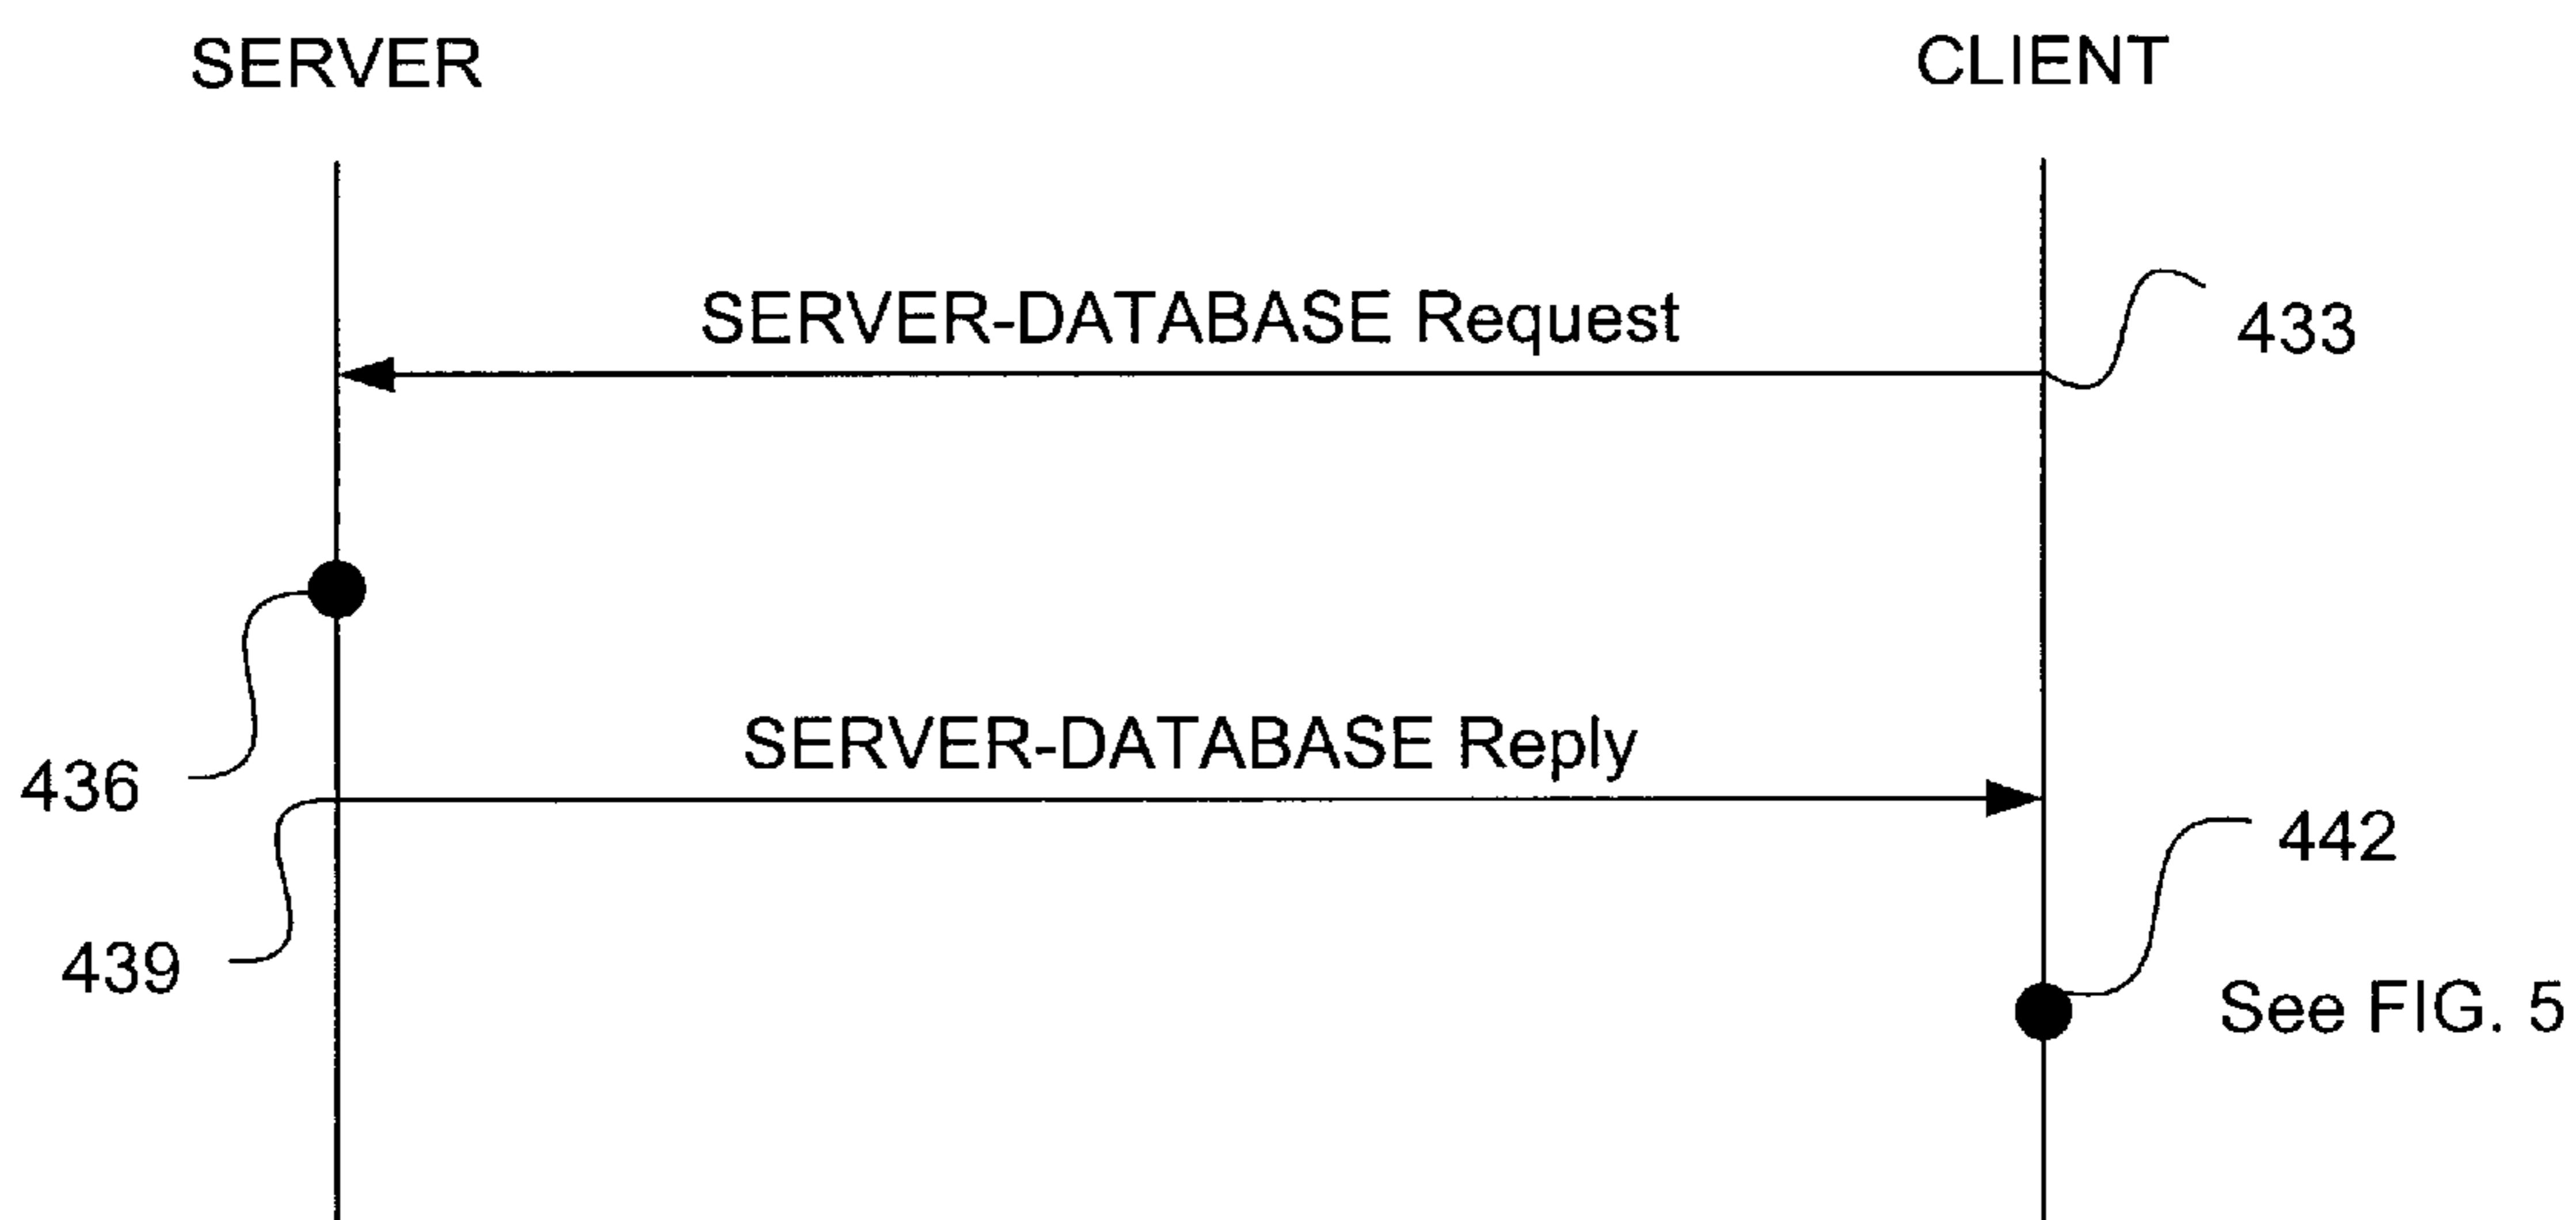 SERVER
CLIENT
SERVER-DATABASE Request
433
436
SERVER-DATABASE Reply
442
439
See FIG. 5